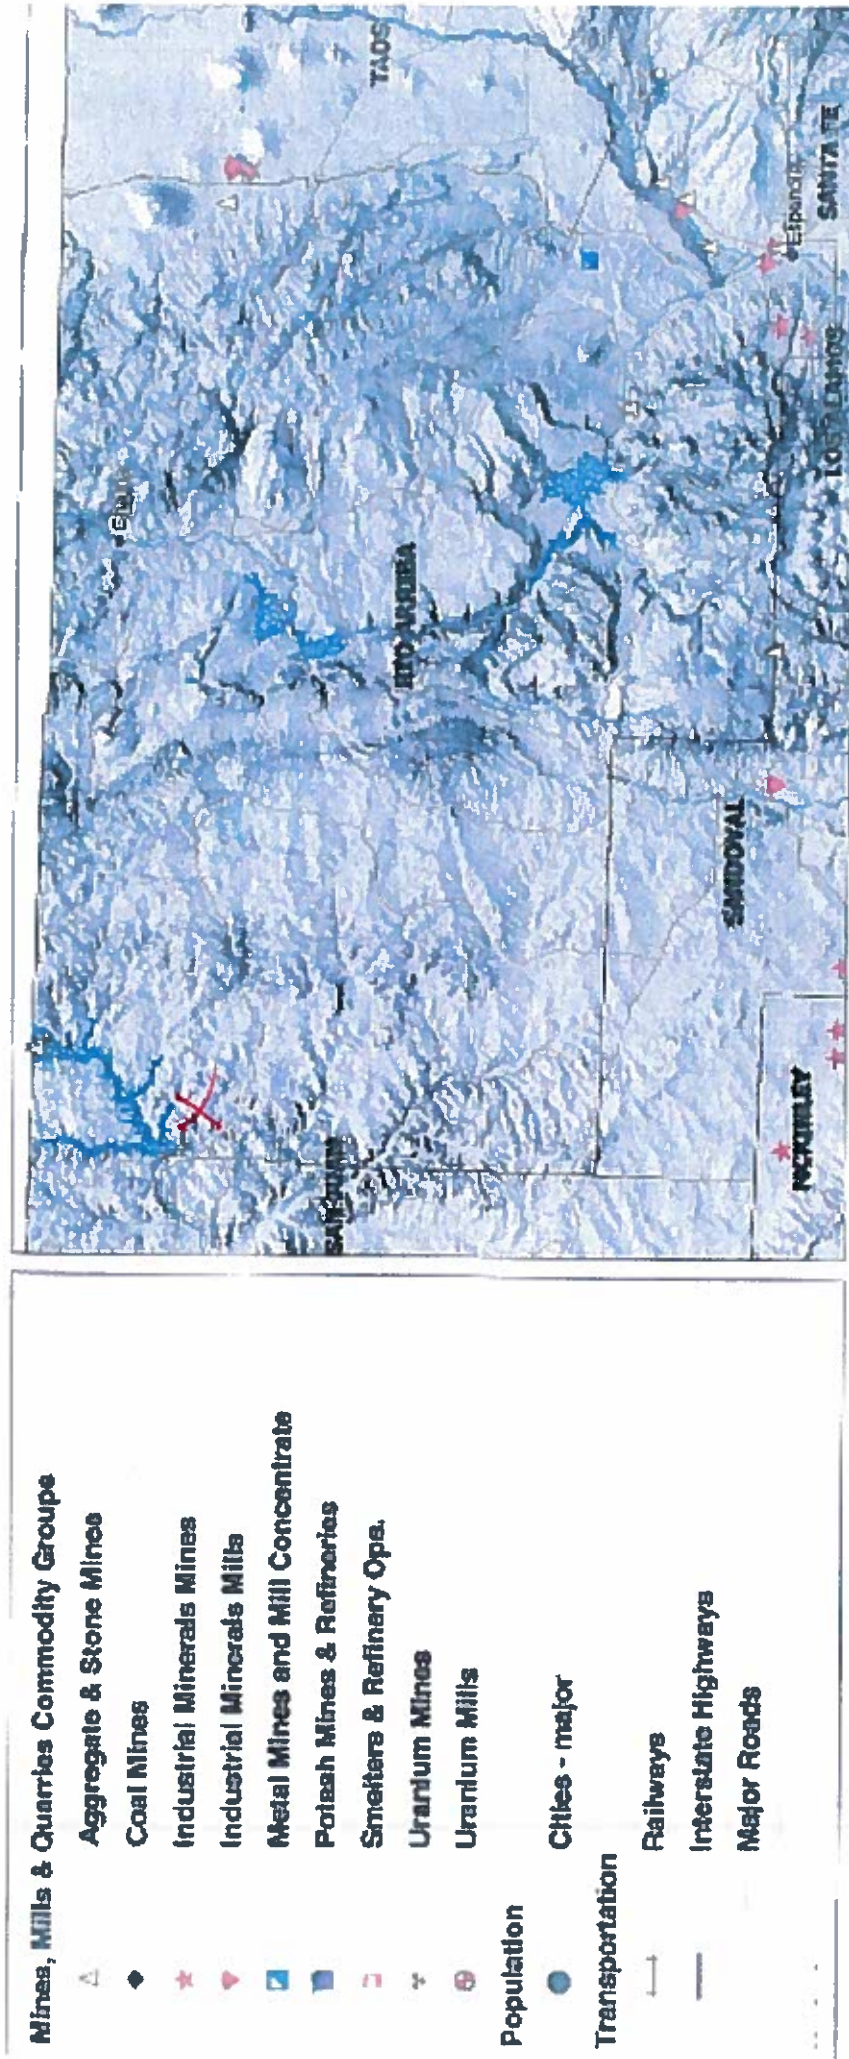 Mines, Mills & Quarries Commodity Groups
Aggregate & Stone Mines
Coal Mines
Industrial Minerals Mines
Industrial Minerals Mills
Metal Mines and Mill Concentrate
Potash Mines & Refineries
Smelters & Refinery Ops.
Uranium Mines
Uranium Mills
Population
Cities - major
Transportation
Railways
Interstate Highways
Major Roads
TAOS
RIO ARRIBA
SAN JUAN
SANDOVAL
MCKINLEY
LOS ALAMOS
SANTA FE